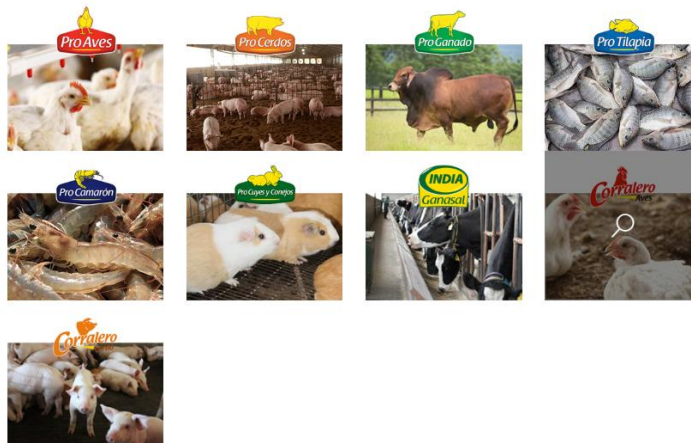 Pro Aves
Pro Cerdos
Pro Ganado
Pro Tilapia
Pro Camarón
Pro Cuyes y Conejos
INDIA
Ganasal
Corralero
Aves
Corralero